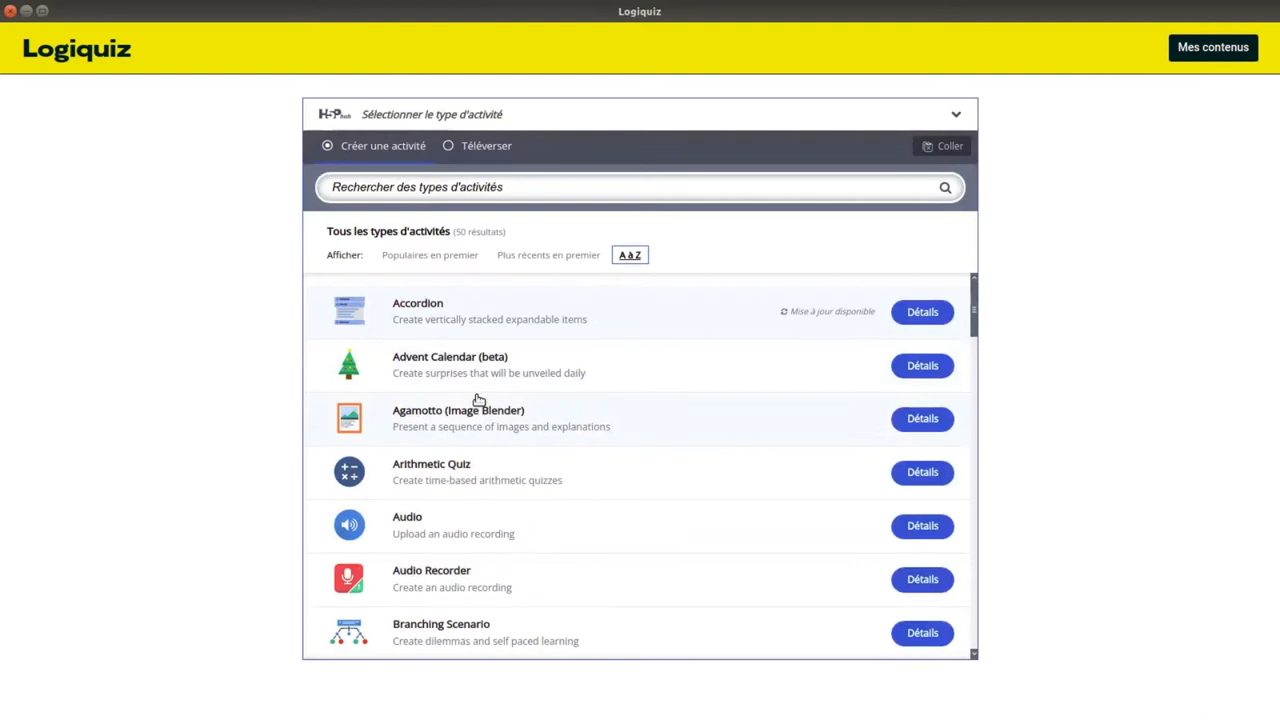 Logiquiz
Logiquiz
Mes contenus
H5P hub Sélectionner le type d'activité
Créer une activité Téléverser Coller
Rechercher des types d'activités
Tous les types d'activités (50 résultats)
Afficher: Populaires en premier Plus récents en premier A à Z
Accordion
Create vertically stacked expandable items
Mise à jour disponible
Détails
Advent Calendar (beta)
Create surprises that will be unveiled daily
Détails
Agamotto (Image Blender)
Present a sequence of images and explanations
Détails
Arithmetic Quiz
Create time-based arithmetic quizzes
Détails
Audio
Upload an audio recording
Détails
Audio Recorder
Create an audio recording
Détails
Branching Scenario
Create dilemmas and self paced learning
Détails